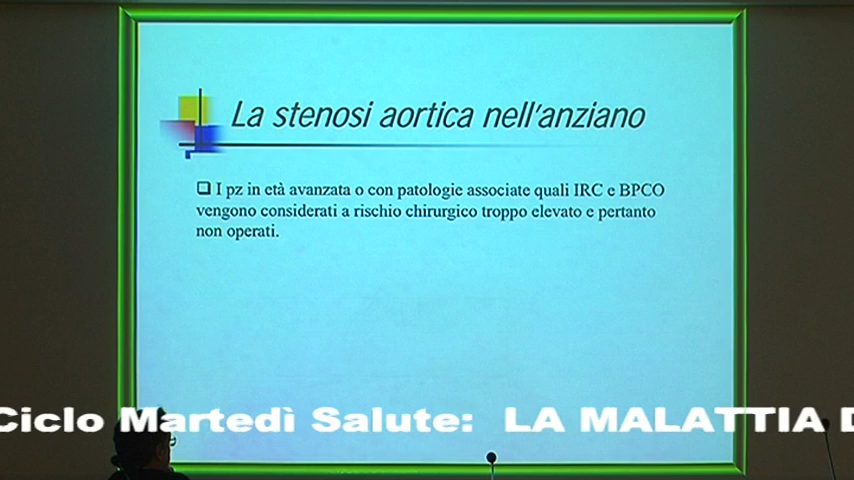 La stenosi aortica nell'anziano
❑ I pz in età avanzata o con patologie associate quali IRC e BPCO
vengono considerati a rischio chirurgico troppo elevato e pertanto
non operati.
Ciclo Martedì Salute: LA MALATTIA D